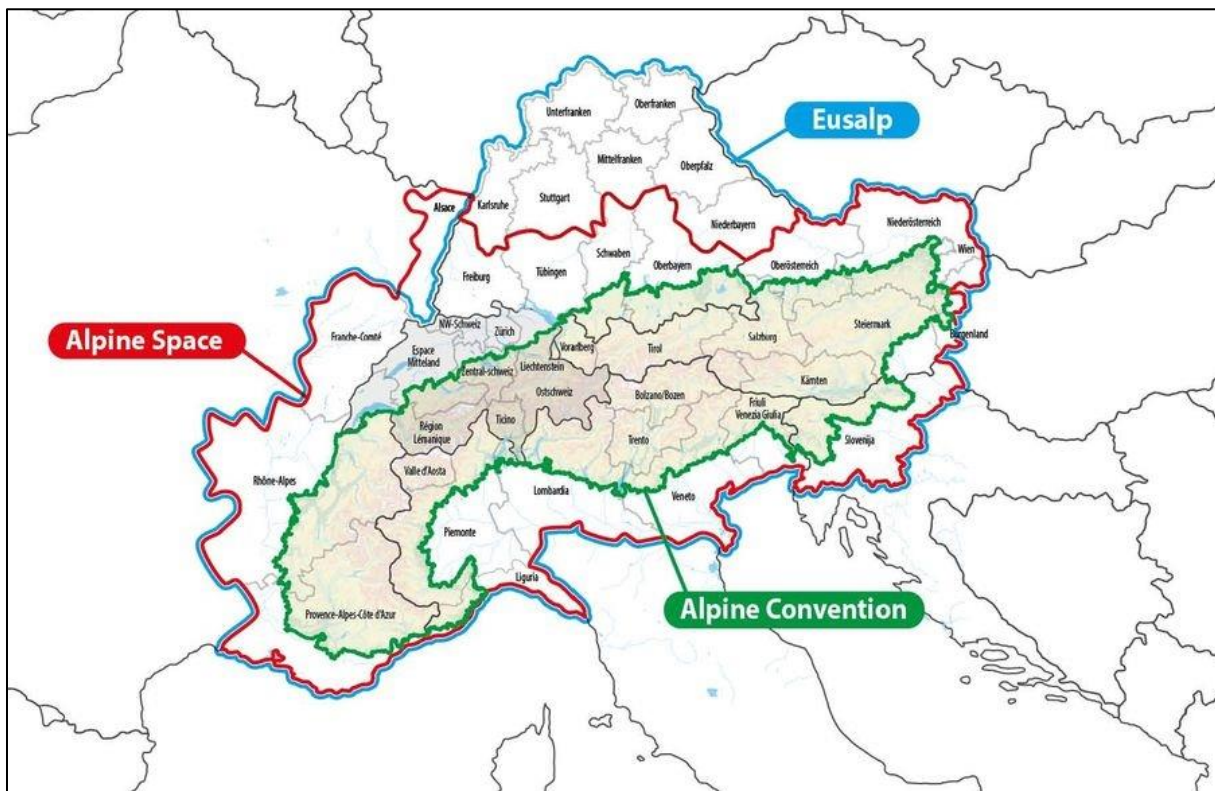 Unterfranken
Oberfranken
Eusalp
Mittelfranken
Oberpfalz
Alsace
Karlsruhe
Stuttgart
Niederbayern
Niederösterreich
Wien
Schwaben
Freiburg
Tübingen
Oberbayern
Oberösterreich
Alpine Space
Franche-Comté
NW-Schweiz
Zürich
Espace
Mitteland
Vorarlberg
Tirol
Salzburg
Steiermark
Burgenland
Zentral-schweiz
Liechtenstein
Ostschweiz
Bolzano/Bozen
Kärnten
Région
Lémanique
Ticino
Friuli
Venezia Giulia
Trento
Slovenija
Valle d'Aosta
Rhône-Alpes
Lombardia
Veneto
Piemonte
Liguria
Provence-Alpes-Côte d'Azur
Alpine Convention